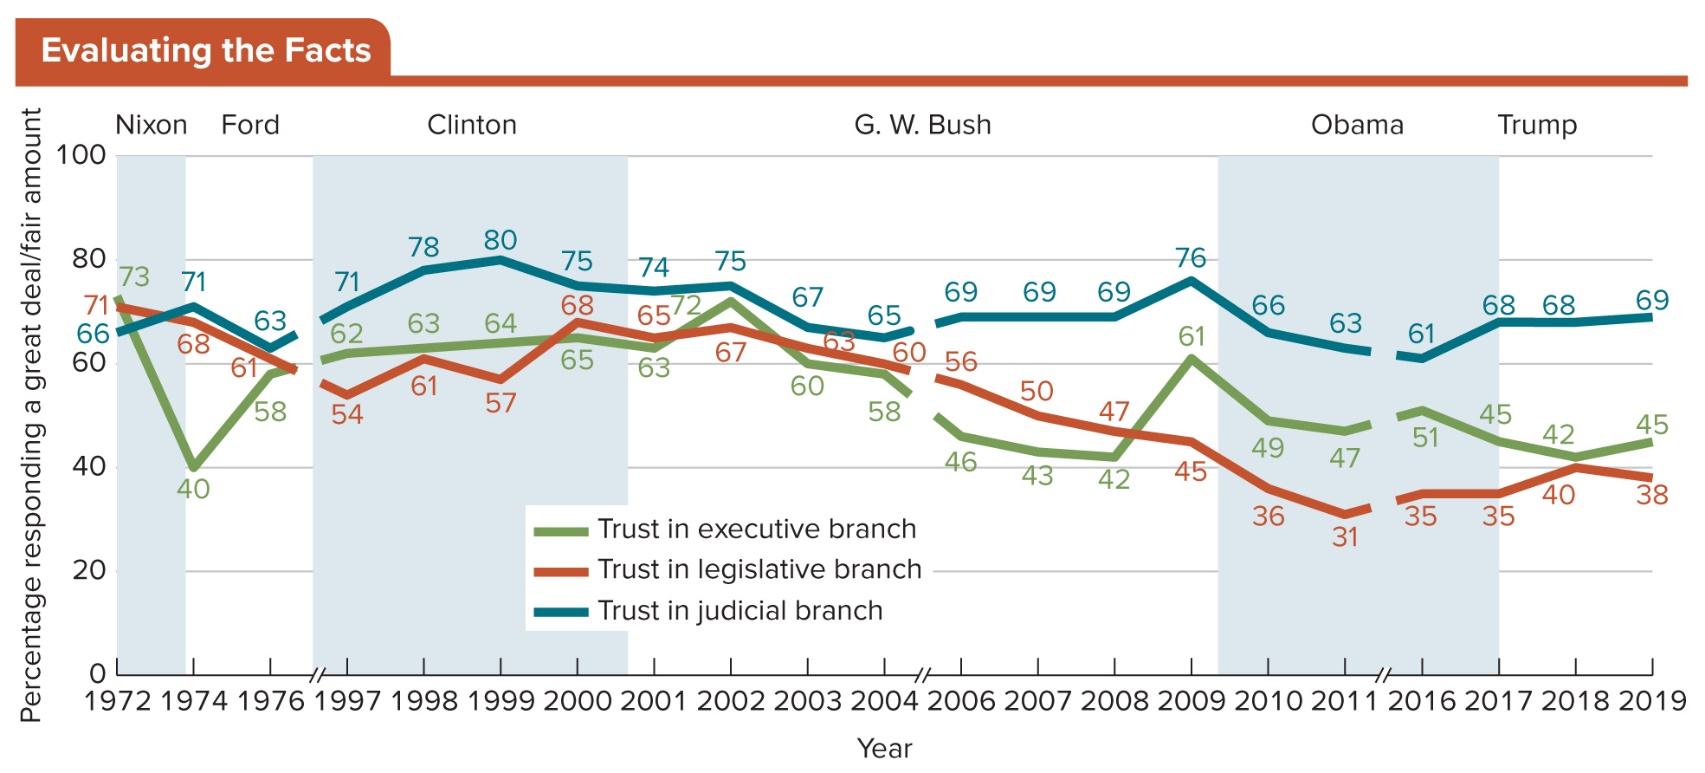 Evaluating the Facts
Nixon Ford Clinton G. W. Bush Obama Trump
Percentage responding a great deal/fair amount
100
80
60
40
20
0
73 40 58 62 63 64 65 63 72 60 58 46 43 42 61 49 47 51 45 42 45
71 68 61 54 61 57 68 65 67 63 60 56 50 47 45 36 31 35 35 40 38
66 71 63 71 78 80 75 74 75 67 65 69 69 69 76 66 63 61 68 68 69
Trust in executive branch
Trust in legislative branch
Trust in judicial branch
1972 1974 1976 1997 1998 1999 2000 2001 2002 2003 2004 2006 2007 2008 2009 2010 2011 2016 2017 2018 2019
Year